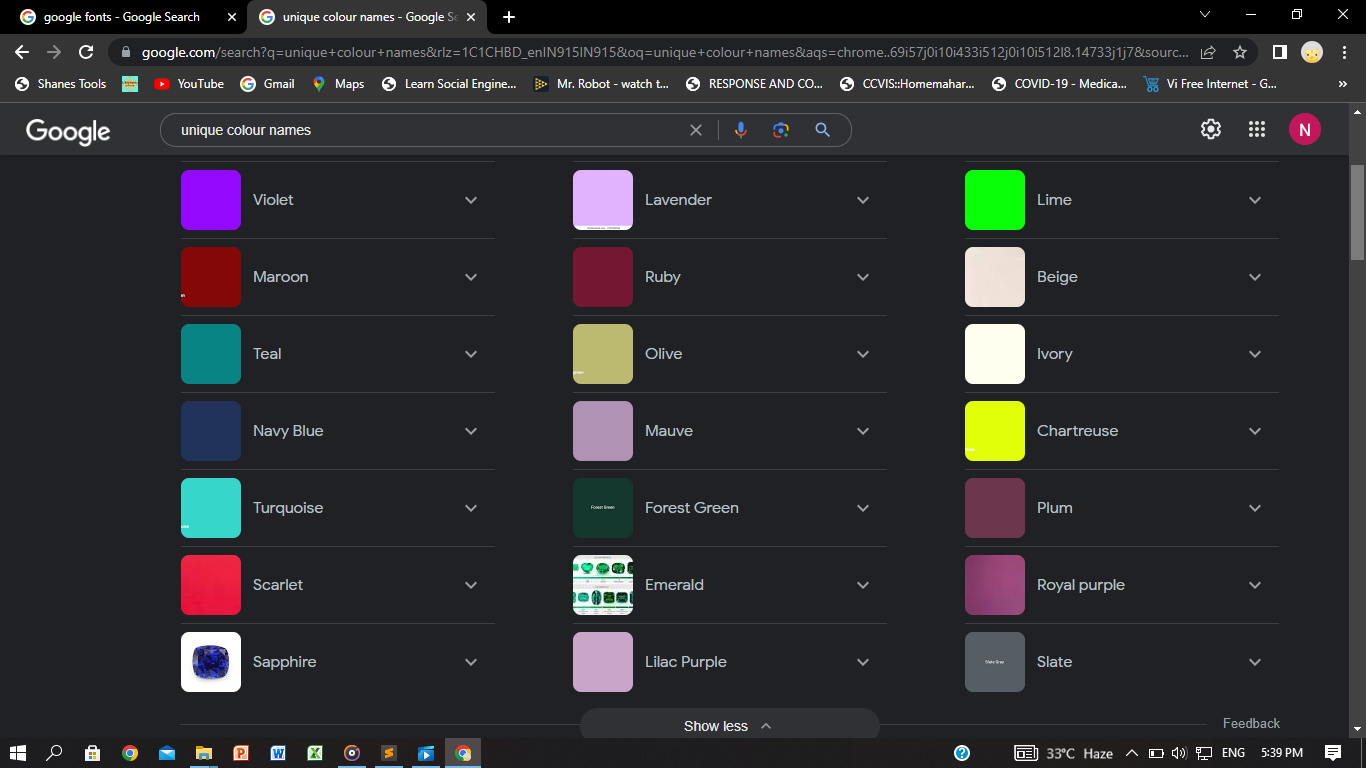 google fonts - Google Search
unique colour names - Google Se
google.com/search?q=unique+colour+names&rlz=1C1CHBD_enIN915IN915&oq=unique+colour+names&aqs=chrome..69i57j0i10i433i512j0i10i512l8.14733j1j7&sourc...
Shanes Tools
YouTube
Gmail
Maps
Learn Social Engine...
Mr. Robot - watch t...
RESPONSE AND CO...
CCVIS::Homemahar...
COVID-19 - Medica...
Vi Free Internet - G...
»
Google
unique colour names
N
Violet
Lavender
Lime
Maroon
Ruby
Beige
Teal
Olive
Ivory
Navy Blue
Mauve
Chartreuse
Turquoise
Forest Green
Forest Green
Plum
Scarlet
Emerald
Royal purple
Sapphire
Lilac Purple
Slate Gray
Slate
Show less
Feedback
33°C Haze
ENG
5:39 PM